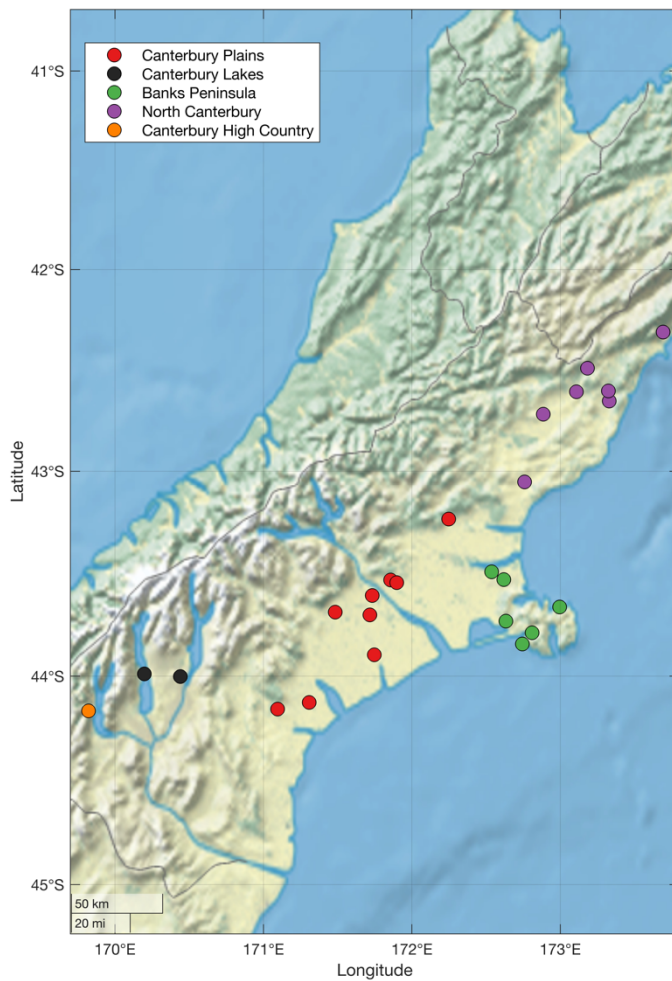 41°S
42°S
43°S
44°S
45°S
Latitude
Canterbury Plains
Canterbury Lakes
Banks Peninsula
North Canterbury
Canterbury High Country
50 km
20 mi
170°E
171°E
172°E
173°E
Longitude